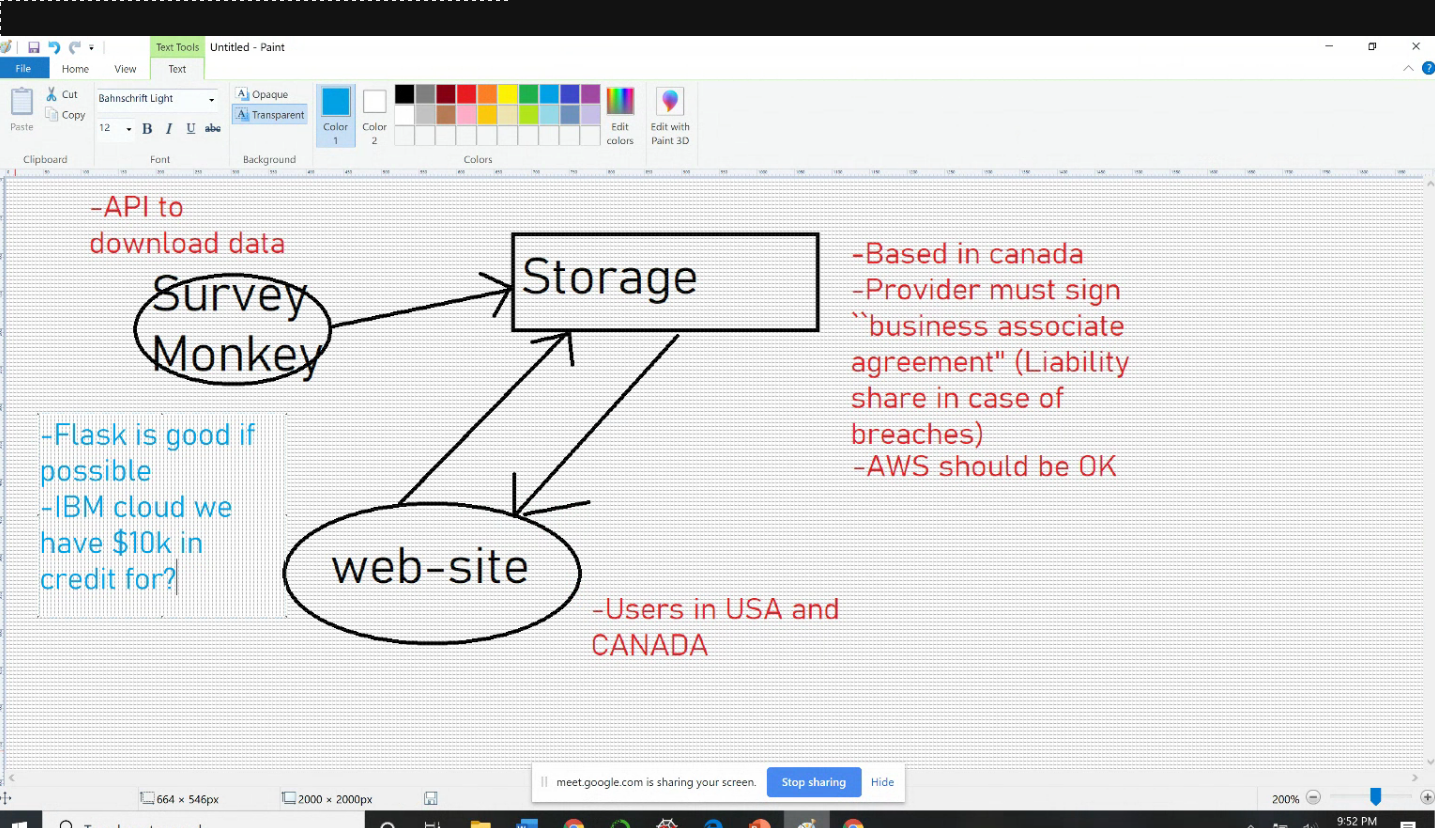 Text Tools Untitled - Paint
File Home View Text
Paste
Cut
Copy
Clipboard
Bahnschrift Light
12 B I U abc
Font
A Opaque
A Transparent
Background
Color
1
Color
2
Edit
colors
Colors
Edit with
Paint 3D
-API to
download data
Survey
Monkey
Storage
-Based in canada
-Provider must sign
``business associate
agreement" (Liability
share in case of
breaches)
-AWS should be OK
-Flask is good if
possible
-IBM cloud we
have $10k in
credit for?
web-site
-Users in USA and
CANADA
meet.google.com is sharing your screen. Stop sharing Hide
664 × 546px 2000 × 2000px 200%
9:52 PM